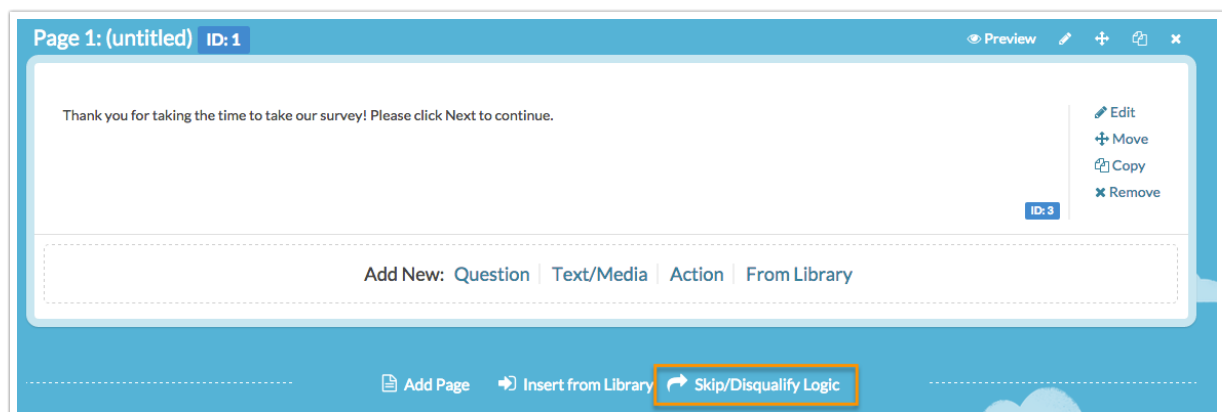 Page 1: (untitled) ID: 1 Preview
Thank you for taking the time to take our survey! Please click Next to continue.
Edit
Move
Copy
Remove
ID: 3
Add New: Question Text/Media Action From Library
Add Page Insert from Library Skip/Disqualify Logic